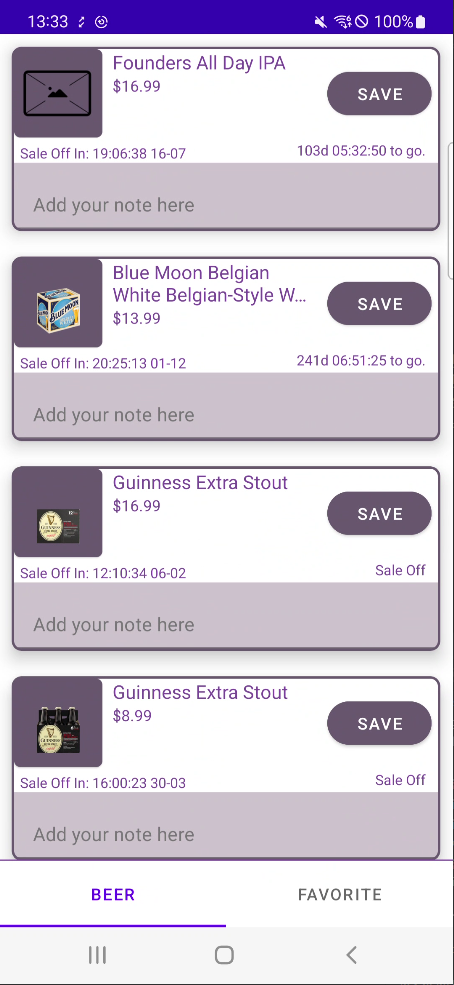 13:33 100%
Founders All Day IPA
$16.99
SAVE
Sale Off In: 19:06:38 16-07
103d 05:32:50 to go.
Add your note here
Blue Moon Belgian
White Belgian-Style W...
$13.99
SAVE
BLUE MOON
Sale Off In: 20:25:13 01-12
241d 06:51:25 to go.
Add your note here
Guinness Extra Stout
$16.99
SAVE
GUINNESS
Sale Off In: 12:10:34 06-02
Sale Off
Add your note here
Guinness Extra Stout
$8.99
SAVE
GUINNESS
Sale Off In: 16:00:23 30-03
Sale Off
Add your note here
BEER
FAVORITE